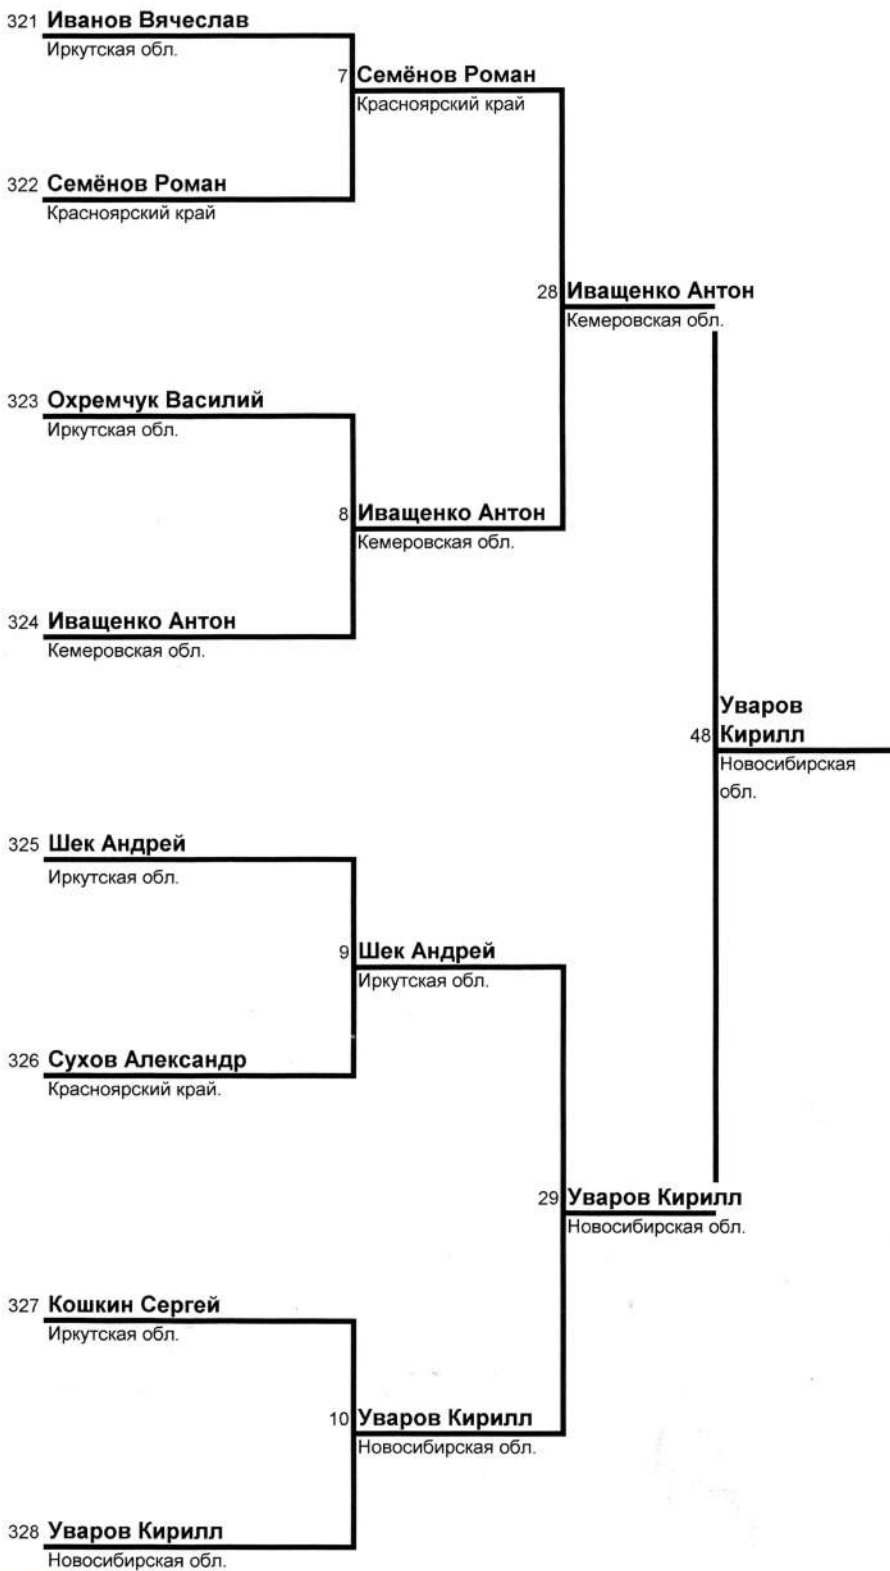 321 Иванов Вячеслав
Иркутская обл.
7 Семёнов Роман
Красноярский край
322 Семёнов Роман
Красноярский край
28 Иващенко Антон
Кемеровская обл.
323 Охремчук Василий
Иркутская обл.
8 Иващенко Антон
Кемеровская обл.
324 Иващенко Антон
Кемеровская обл.
Уваров
48 Кирилл
Новосибирская
обл.
325 Шек Андрей
Иркутская обл.
9 Шек Андрей
Иркутская обл.
326 Сухов Александр
Красноярский край.
29 Уваров Кирилл
Новосибирская обл.
327 Кошкин Сергей
Иркутская обл.
10 Уваров Кирилл
Новосибирская обл.
328 Уваров Кирилл
Новосибирская обл.